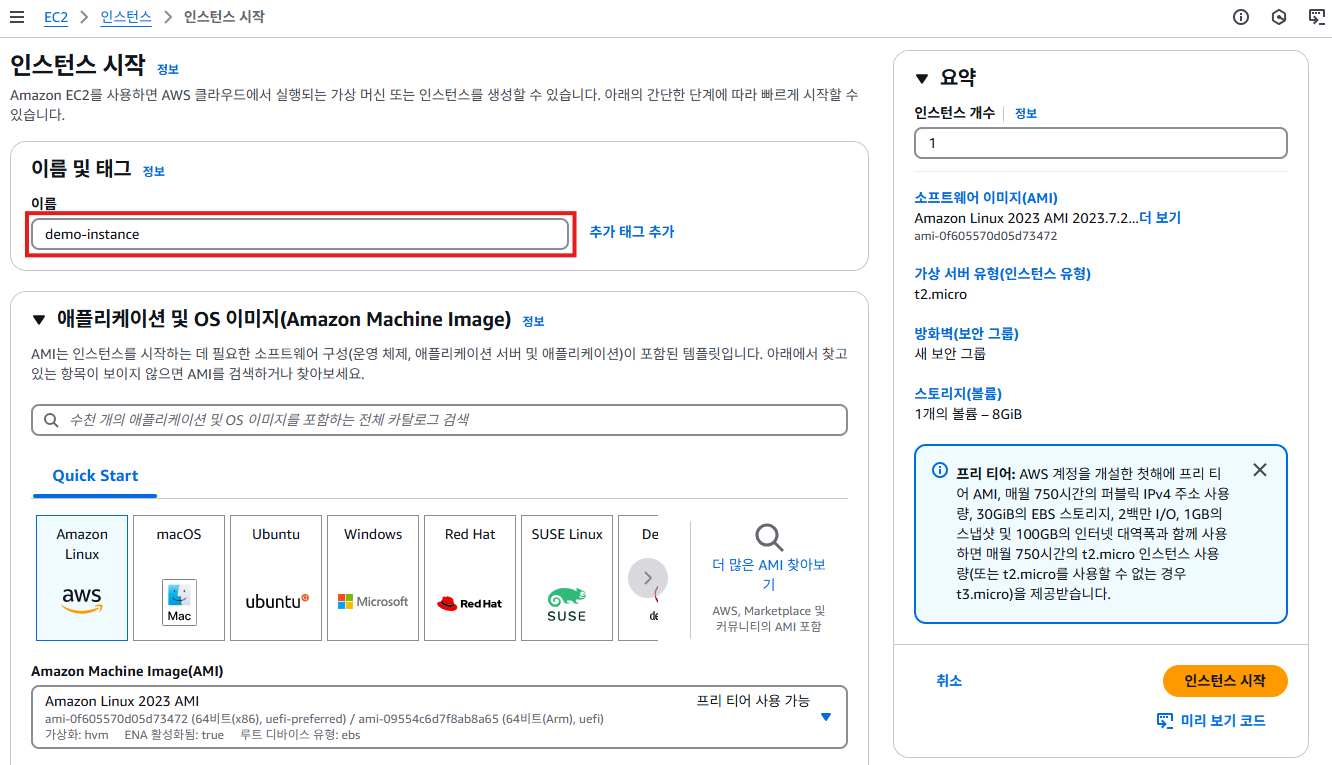 EC2 > 인스턴스 > 인스턴스 시작
인스턴스 시작 정보
Amazon EC2를 사용하면 AWS 클라우드에서 실행되는 가상 머신 또는 인스턴스를 생성할 수 있습니다. 아래의 간단한 단계에 따라 빠르게 시작할 수
있습니다.
이름 및 태그 정보
이름
demo-instance
추가 태그 추가
애플리케이션 및 OS 이미지(Amazon Machine Image) 정보
AMI는 인스턴스를 시작하는 데 필요한 소프트웨어 구성(운영 체제, 애플리케이션 서버 및 애플리케이션)이 포함된 템플릿입니다. 아래에서 찾고
있는 항목이 보이지 않으면 AMI를 검색하거나 찾아보세요.
수천 개의 애플리케이션 및 OS 이미지를 포함하는 전체 카탈로그 검색
Quick Start
Amazon
Linux
aws
macOS
Mac
Ubuntu
ubuntu
Windows
Microsoft
Red Hat
Red Hat
SUSE Linux
SUSE
De
de
더 많은 AMI 찾아보
기
AWS, Marketplace 및
커뮤니티의 AMI 포함
Amazon Machine Image(AMI)
Amazon Linux 2023 AMI
프리 티어 사용 가능
ami-0f605570d05d73472 (64비트(x86), uefi-preferred) / ami-09554c6d7f8ab8a65 (64비트(Arm), uefi)
가상화: hvm ENA 활성화됨: true 루트 디바이스 유형: ebs
요약
인스턴스 개수 정보
1
소프트웨어 이미지(AMI)
Amazon Linux 2023 AMI 2023.7.2...더 보기
ami-0f605570d05d73472
가상 서버 유형(인스턴스 유형)
t2.micro
방화벽(보안 그룹)
새 보안 그룹
스토리지(볼륨)
1개의 볼륨 – 8GiB
프리 티어: AWS 계정을 개설한 첫해에 프리 티
어 AMI, 매월 750시간의 퍼블릭 IPv4 주소 사용
량, 30GiB의 EBS 스토리지, 2백만 I/O, 1GB의
스냅샷 및 100GB의 인터넷 대역폭과 함께 사용
하면 매월 750시간의 t2.micro 인스턴스 사용
량(또는 t2.micro를 사용할 수 없는 경우
t3.micro)을 제공받습니다.
취소
인스턴스 시작
미리 보기 코드